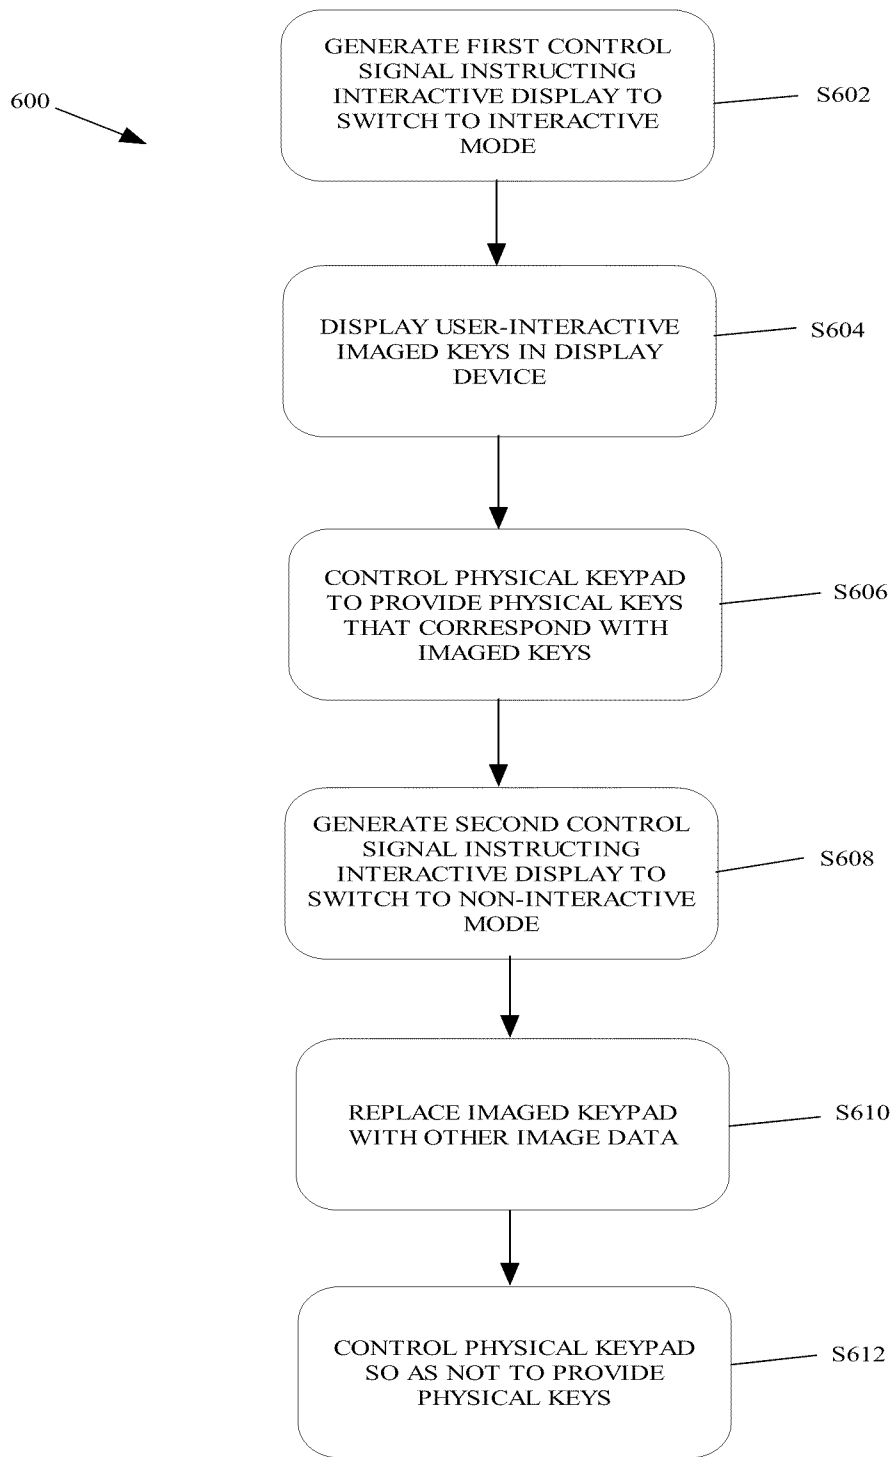 600
GENERATE FIRST CONTROL
SIGNAL INSTRUCTING
INTERACTIVE DISPLAY TO
SWITCH TO INTERACTIVE
MODE
S602
DISPLAY USER-INTERACTIVE
IMAGED KEYS IN DISPLAY
DEVICE
S604
CONTROL PHYSICAL KEYPAD
TO PROVIDE PHYSICAL KEYS
THAT CORRESPOND WITH
IMAGED KEYS
S606
GENERATE SECOND CONTROL
SIGNAL INSTRUCTING
INTERACTIVE DISPLAY TO
SWITCH TO NON-INTERACTIVE
MODE
S608
REPLACE IMAGED KEYPAD
WITH OTHER IMAGE DATA
S610
CONTROL PHYSICAL KEYPAD
SO AS NOT TO PROVIDE
PHYSICAL KEYS
S612